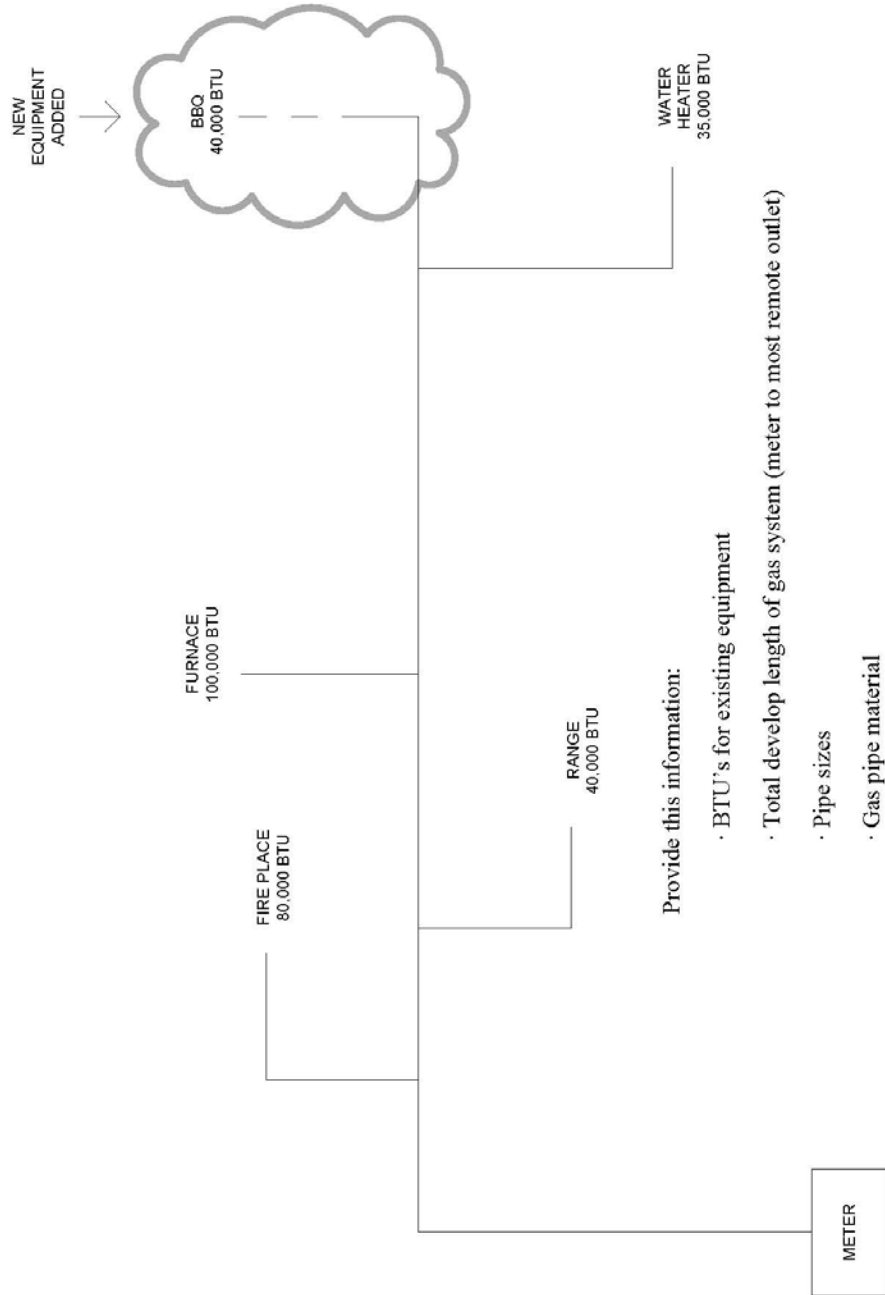 NEW
EQUIPMENT
ADDED
BBQ
40,000 BTU
WATER
HEATER
35,000 BTU
FURNACE
100,000 BTU
RANGE
40,000 BTU
FIRE PLACE
80,000 BTU
METER
Provide this information:
· BTU's for existing equipment
· Total develop length of gas system (meter to most remote outlet)
· Pipe sizes
· Gas pipe material